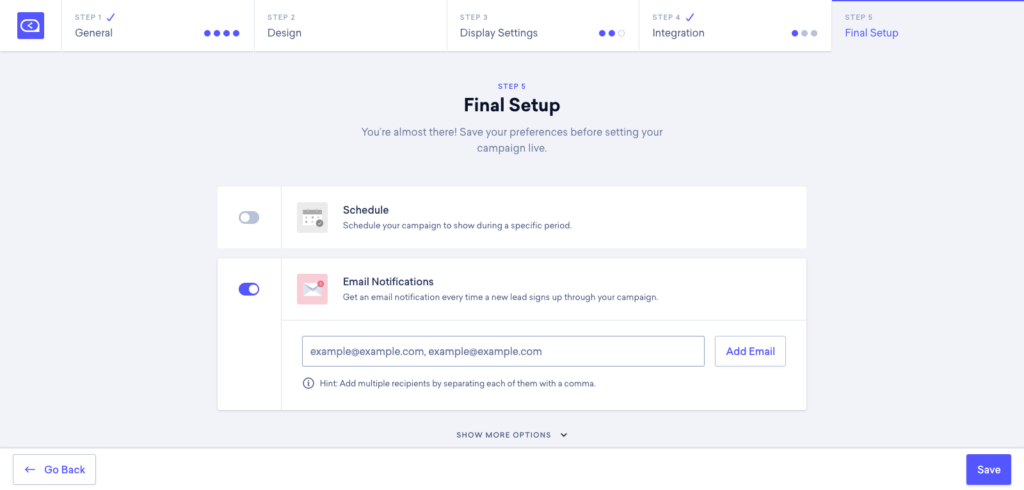 STEP 1
General
STEP 2
Design
STEP 3
Display Settings
STEP 4
Integration
STEP 5
Final Setup
STEP 5
Final Setup
You're almost there! Save your preferences before setting your
campaign live.
Schedule
Schedule your campaign to show during a specific period.
Email Notifications
Get an email notification every time a new lead signs up through your campaign.
example@example.com, example@example.com
Add Email
Hint: Add multiple recipients by separating each of them with a comma.
SHOW MORE OPTIONS
Go Back
Save